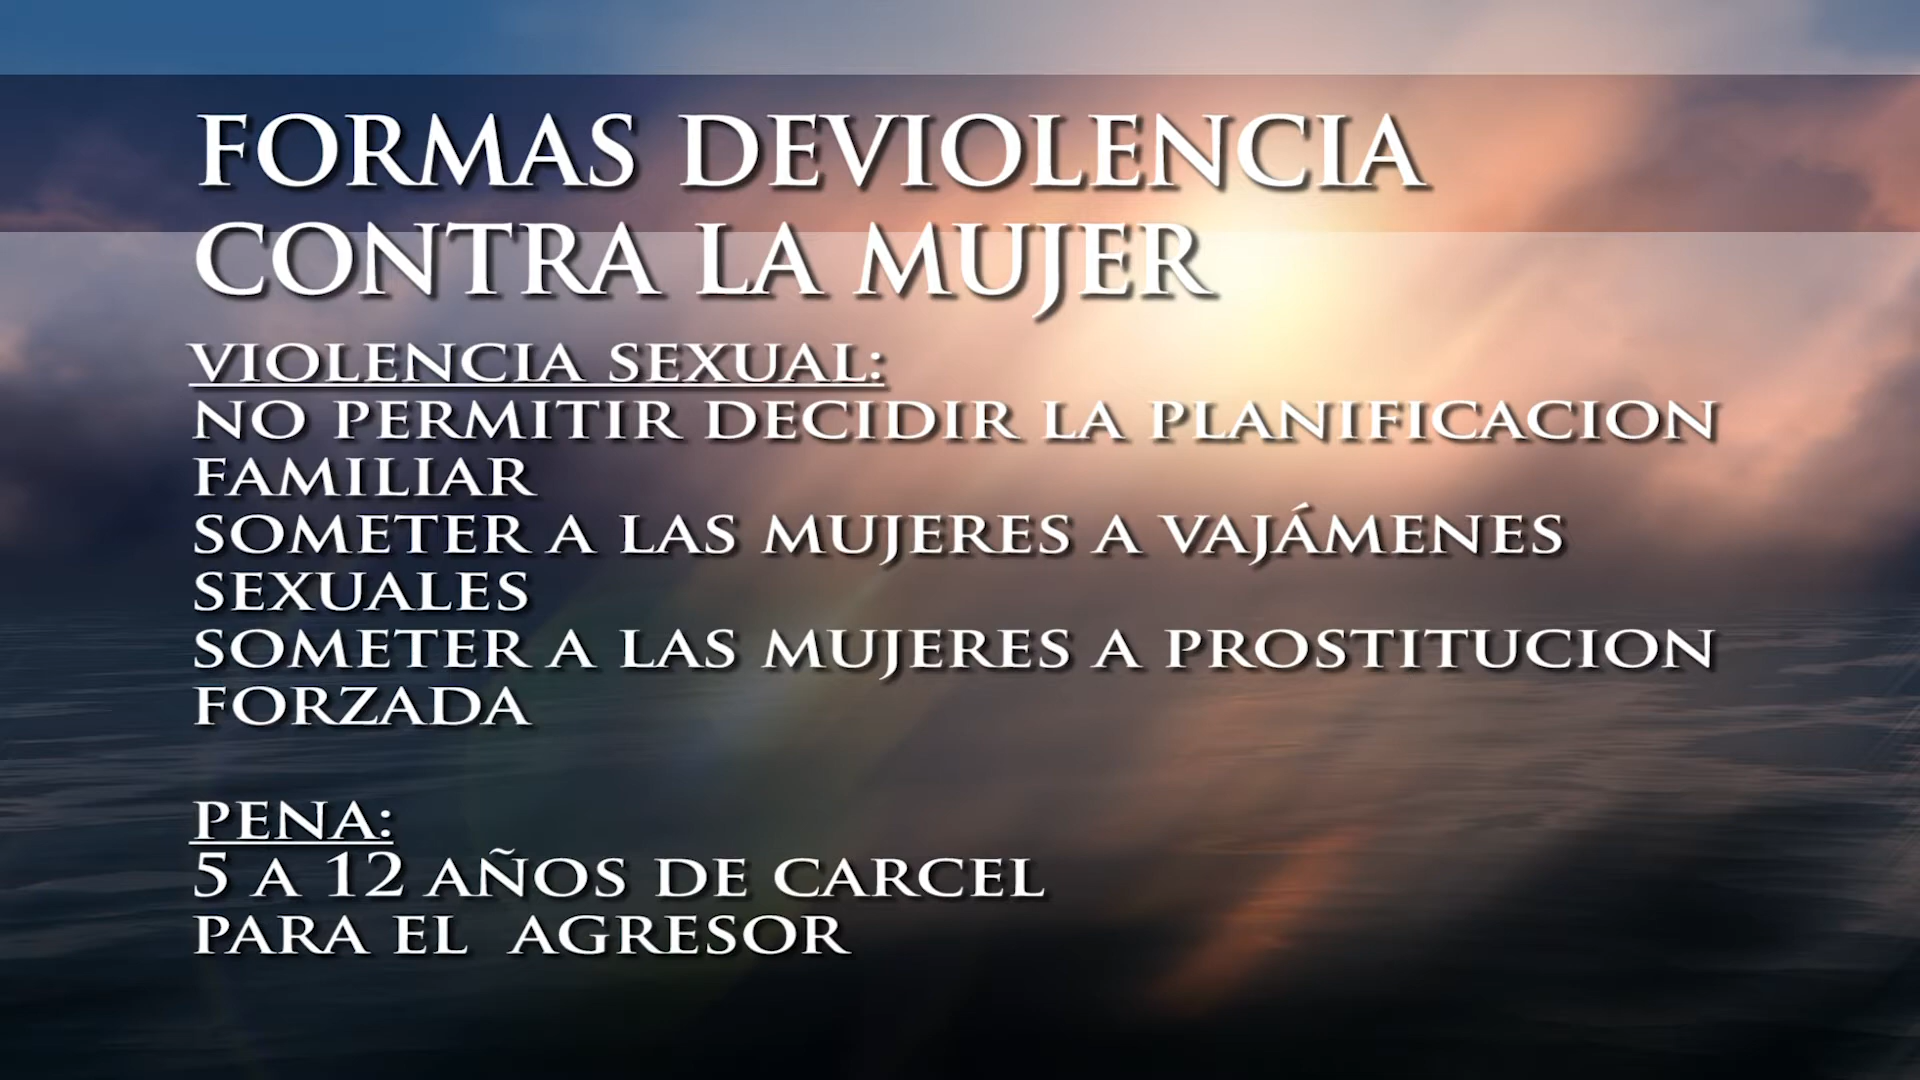 FORMAS DEVIOLENCIA
CONTRA LA MUJER
VIOLENCIA SEXUAL:
NO PERMITIR DECIDIR LA PLANIFICACION
FAMILIAR
SOMETER A LAS MUJERES A VAJÁMENES
SEXUALES
SOMETER A LAS MUJERES A PROSTITUCION
FORZADA
PENA:
5 A 12 AÑOS DE CARCEL
PARA EL AGRESOR